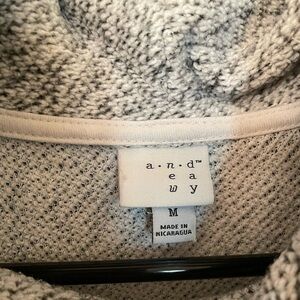 a·n·d™
e a
w y
M
MADE IN
NICARAGUA